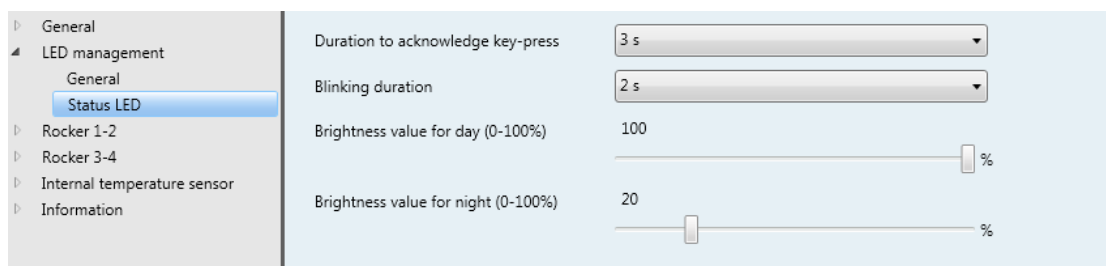 General
LED management
General
Status LED
Rocker 1-2
Rocker 3-4
Internal temperature sensor
Information
Duration to acknowledge key-press 3 s
Blinking duration 2 s
Brightness value for day (0-100%) 100
%
Brightness value for night (0-100%) 20
%